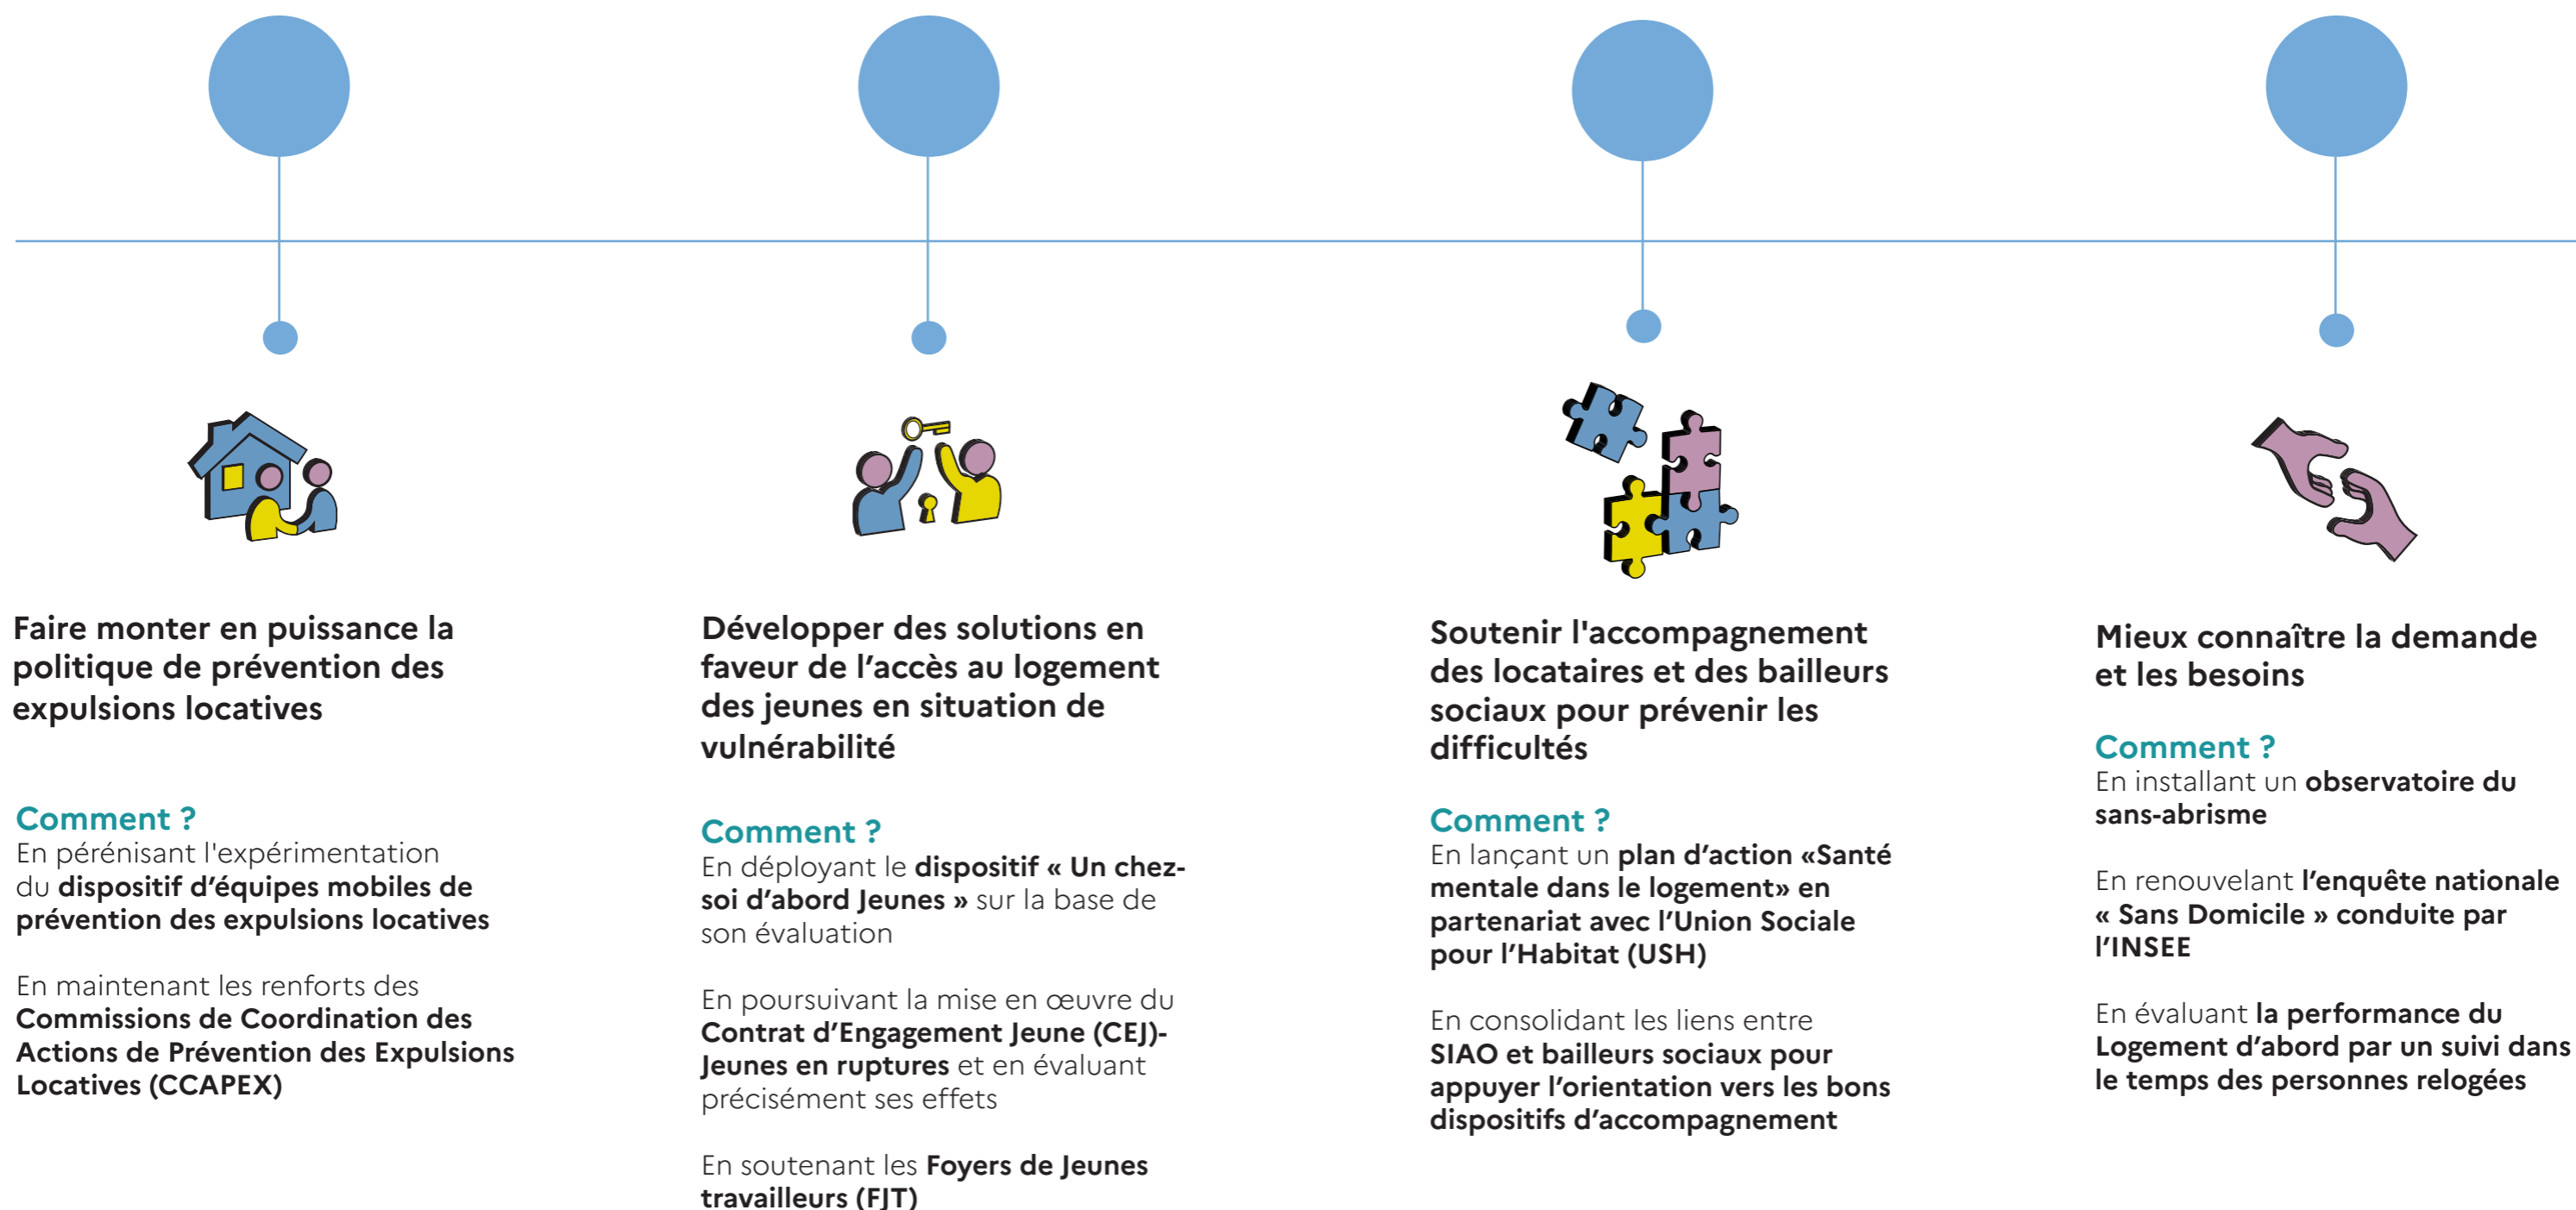 Faire monter en puissance la
politique de prévention des
expulsions locatives
Comment ?
En pérénisant l'expérimentation
du dispositif d’équipes mobiles de
prévention des expulsions locatives
En maintenant les renforts des
Commissions de Coordination des
Actions de Prévention des Expulsions
Locatives (CCAPEX)
Développer des solutions en
faveur de l’accès au logement
des jeunes en situation de
vulnérabilité
Comment ?
En déployant le dispositif « Un chez-
soi d’abord Jeunes » sur la base de
son évaluation
En poursuivant la mise en œuvre du
Contrat d’Engagement Jeune (CEJ)-
Jeunes en ruptures et en évaluant
précisément ses effets
En soutenant les Foyers de Jeunes
travailleurs (FJT)
Soutenir l'accompagnement
des locataires et des bailleurs
sociaux pour prévenir les
difficultés
Comment ?
En lançant un plan d’action «Santé
mentale dans le logement» en
partenariat avec l’Union Sociale
pour l’Habitat (USH)
En consolidant les liens entre
SIAO et bailleurs sociaux pour
appuyer l’orientation vers les bons
dispositifs d’accompagnement
Mieux connaître la demande
et les besoins
Comment ?
En installant un observatoire du
sans-abrisme
En renouvelant l’enquête nationale
« Sans Domicile » conduite par
l’INSEE
En évaluant la performance du
Logement d’abord par un suivi dans
le temps des personnes relogées